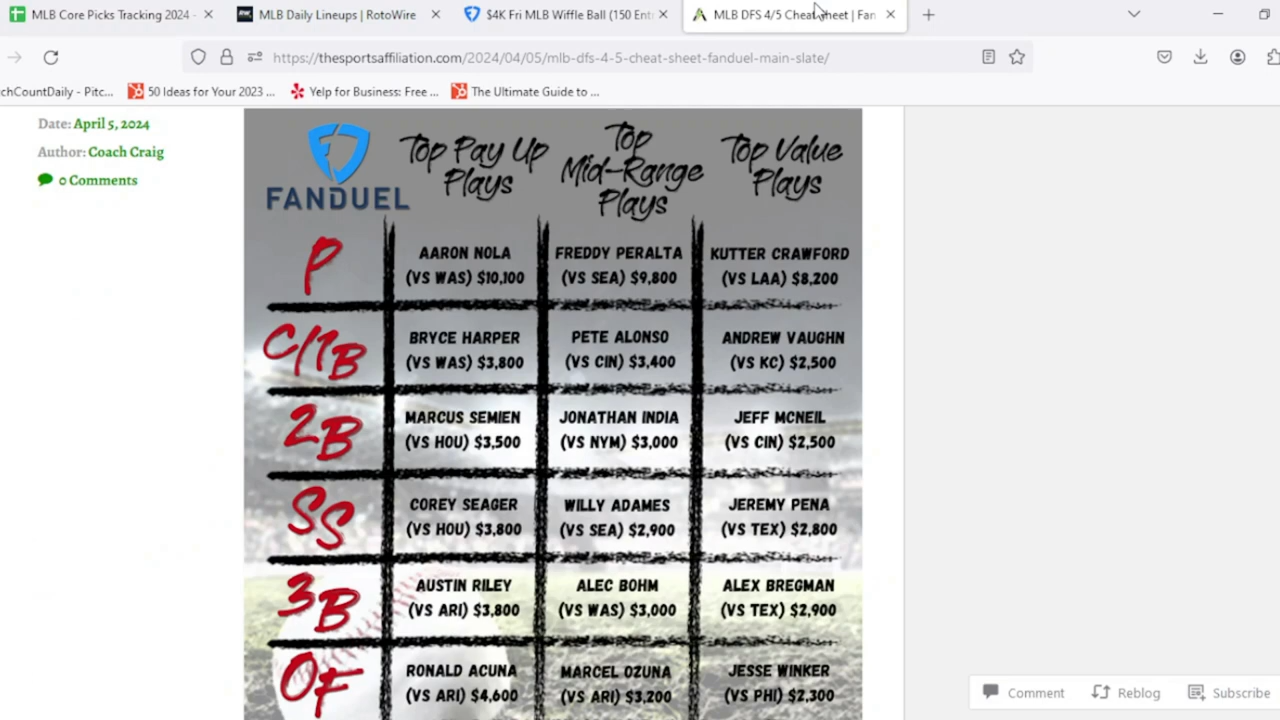 MLB Core Picks Tracking 2024 -
MLB Daily Lineups | RotoWire
$4K Fri MLB Wiffle Ball (150 Ent
MLB DFS 4/5 Cheat Sheet | Fan
https://thesportsaffiliation.com/2024/04/05/mlb-dfs-4-5-cheat-sheet-fanduel-main-slate/
chCountDaily - Pitc...
50 Ideas for Your 2023 ...
Yelp for Business: Free ...
The Ultimate Guide to ...
Date: April 5, 2024
Author: Coach Craig
0 Comments
FANDUEL
Top Pay Up
Plays
Top
Mid-Range
Plays
Top Value
Plays
P
AARON NOLA
(VS WAS) $10,100
FREDDY PERALTA
(VS SEA) $9,800
KUTTER CRAWFORD
(VS LAA) $8,200
C/1B
BRYCE HARPER
(VS WAS) $3,800
PETE ALONSO
(VS CIN) $3,400
ANDREW VAUGHN
(VS KC) $2,500
2B
MARCUS SEMIEN
(VS HOU) $3,500
JONATHAN INDIA
(VS NYM) $3,000
JEFF MCNEIL
(VS CIN) $2,500
SS
COREY SEAGER
(VS HOU) $3,800
WILLY ADAMES
(VS SEA) $2,900
JEREMY PENA
(VS TEX) $2,800
3B
AUSTIN RILEY
(VS ARI) $3,800
ALEC BOHM
(VS WAS) $3,000
ALEX BREGMAN
(VS TEX) $2,900
OF
RONALD ACUNA
(VS ARI) $4,600
MARCEL OZUNA
(VS ARI) $3,200
JESSE WINKER
(VS PHI) $2,300
Comment
Reblog
Subscribe